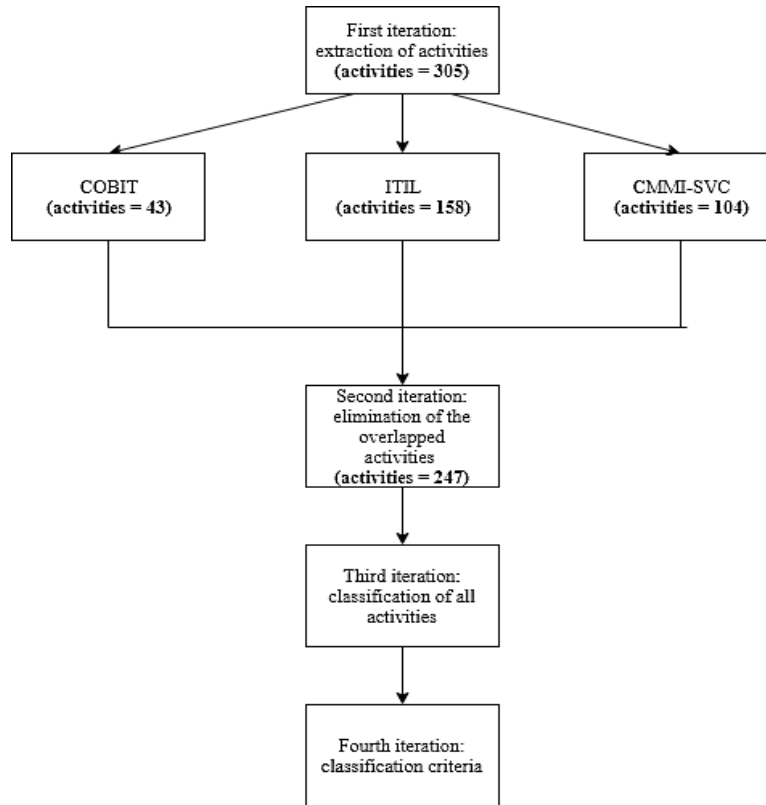 First iteration:
extraction of activities
(activities = 305)
COBIT
(activities = 43)
ITIL
(activities = 158)
CMMI-SVC
(activities = 104)
Second iteration:
elimination of the
overlapped
activities
(activities = 247)
Third iteration:
classification of all
activities
Fourth iteration:
classification criteria